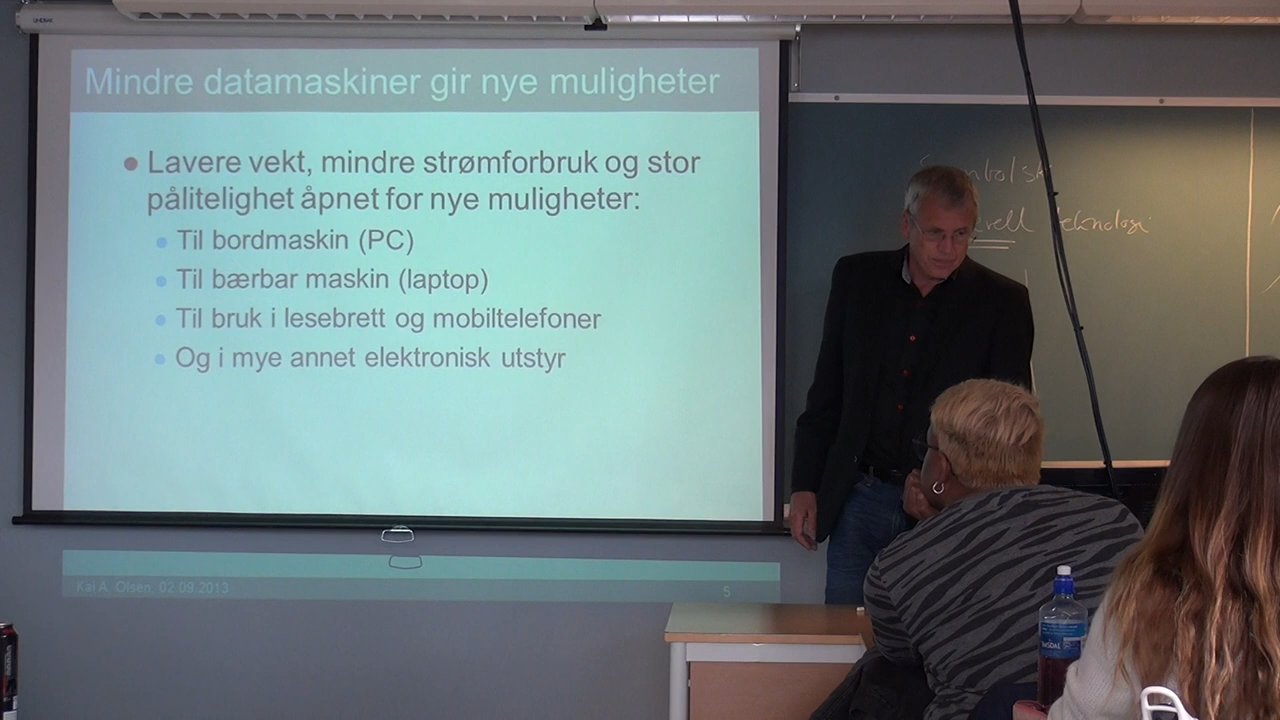 Mindre datamaskiner gir nye muligheter
Lavere vekt, mindre strømforbruk og stor
pålitelighet åpnet for nye muligheter:
Til bordmaskin (PC)
Til bærbar maskin (laptop)
Til bruk i lesebrett og mobiltelefoner
Og i mye annet elektronisk utstyr
Kai A. Olsen, 02.09.2013
5
teknologi